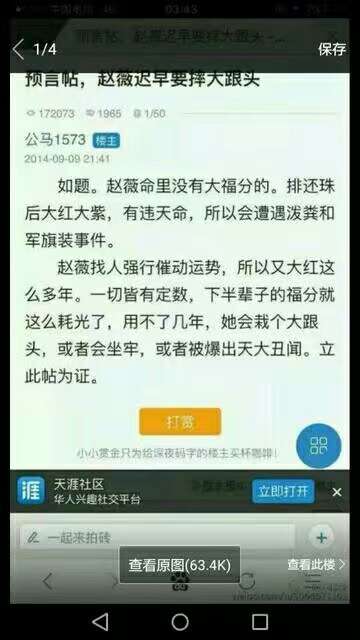 03:43
1/4
保存
预言帖，赵薇迟早要摔大跟头
172073
1965
1/50
公马1573
楼主
2014-09-09 21:41
如题。赵薇命里没有大福分的。排还珠
后大红大紫，有违天命，所以会遭遇泼粪和
军旗装事件。
赵薇找人强行催动运势，所以又大红这
么多年。一切皆有定数，下半辈子的福分就
这么耗光了，用不了几年，她会栽个大跟
头，或者会坐牢，或者被爆出天大丑闻。立
此帖为证。
打赏
小小赏金只为给深夜码字的楼主买杯咖啡！
涯
天涯社区
华人兴趣社交平台
立即打开
一起来拍砖
查看原图(63.4K)
查看此楼